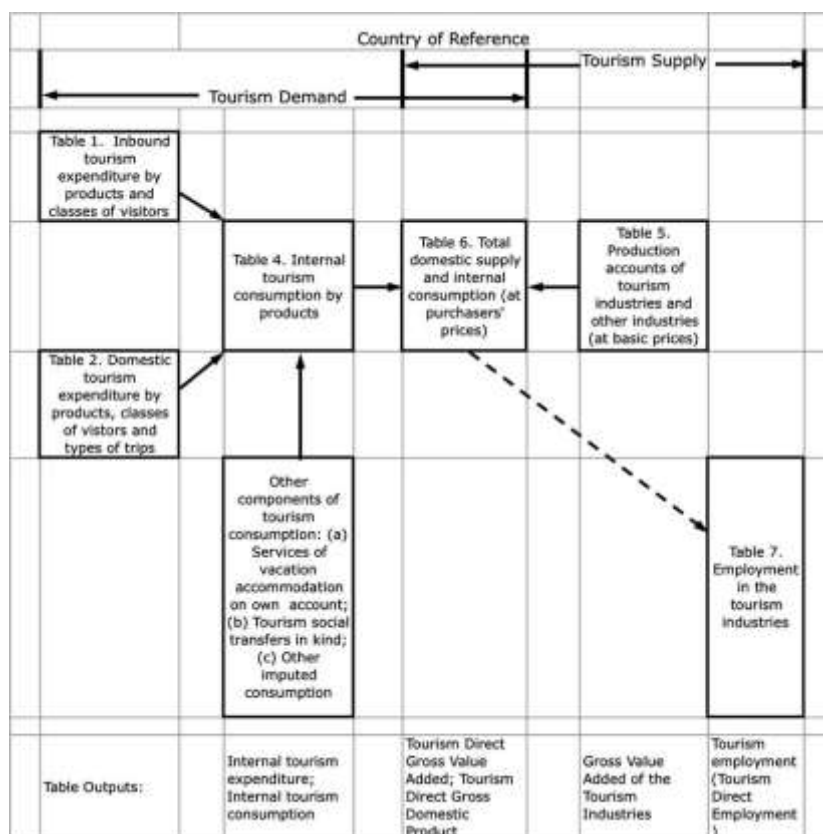 Country of Reference
Tourism Supply
Tourism Demand
Table 1. Inbound
tourism
expenditure by
products and
classes of visitors
Table 4. Internal
tourism
consumption by
products
Table 6. Total
domestic supply
and internal
consumption (at
purchasers'
prices)
Table 5.
Production
accounts of
tourism
industries and
other industries
(at basic prices)
Table 2. Domestic
tourism
expenditure by
products, classes
of vistors and
types of trips
Other
components of
tourism
consumption: (a)
Services of
vacation
accommodation
on own account;
(b) Tourism social
transfers in kind;
(c) Other
imputed
consumption
Table 7.
Employment
in the
tourism
industries
Table Outputs:
Internal tourism
expenditure;
Internal tourism
consumption
Tourism Direct
Gross Value
Added; Tourism
Direct Gross
Domestic
Product
Gross Value
Added of the
Tourism
Industries
Tourism
employment
(Tourism
Direct
Employment
)